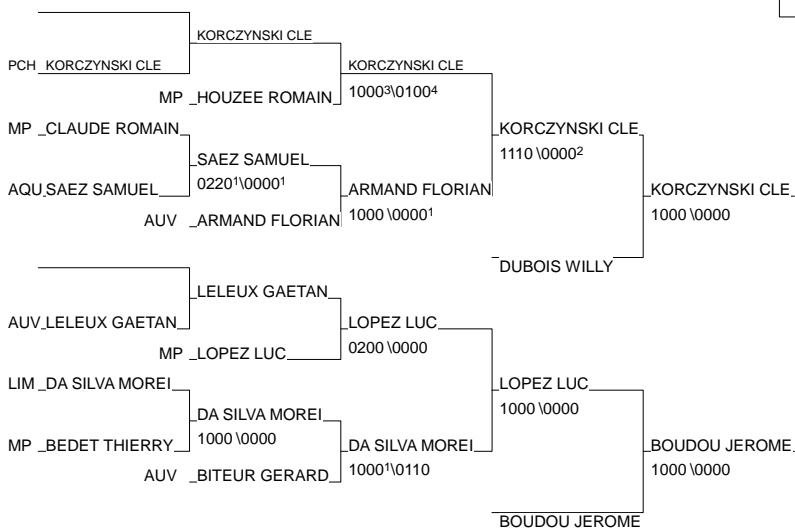 KORCZYNSKI CLE
PCH KORCZYNSKI CLE
KORCZYNSKI CLE
MP HOUZEE ROMAIN
1000³\0100⁴
MP CLAUDE ROMAIN
KORCZYNSKI CLE
SAEZ SAMUEL
1110 \0000²
0220¹\0000¹
AQU SAEZ SAMUEL
ARMAND FLORIAN
KORCZYNSKI CLE
AUV ARMAND FLORIAN
1000 \0000¹
1000 \0000
DUBOIS WILLY
LELEUX GAETAN
AUV LELEUX GAETAN
LOPEZ LUC
MP LOPEZ LUC
0200 \0000
LIM DA SILVA MOREI
LOPEZ LUC
1000 \0000
DA SILVA MOREI
1000 \0000
MP BEDET THIERRY
DA SILVA MOREI
BOUDOU JEROME
AUV BITEUR GERARD
1000¹\0110
1000 \0000
BOUDOU JEROME